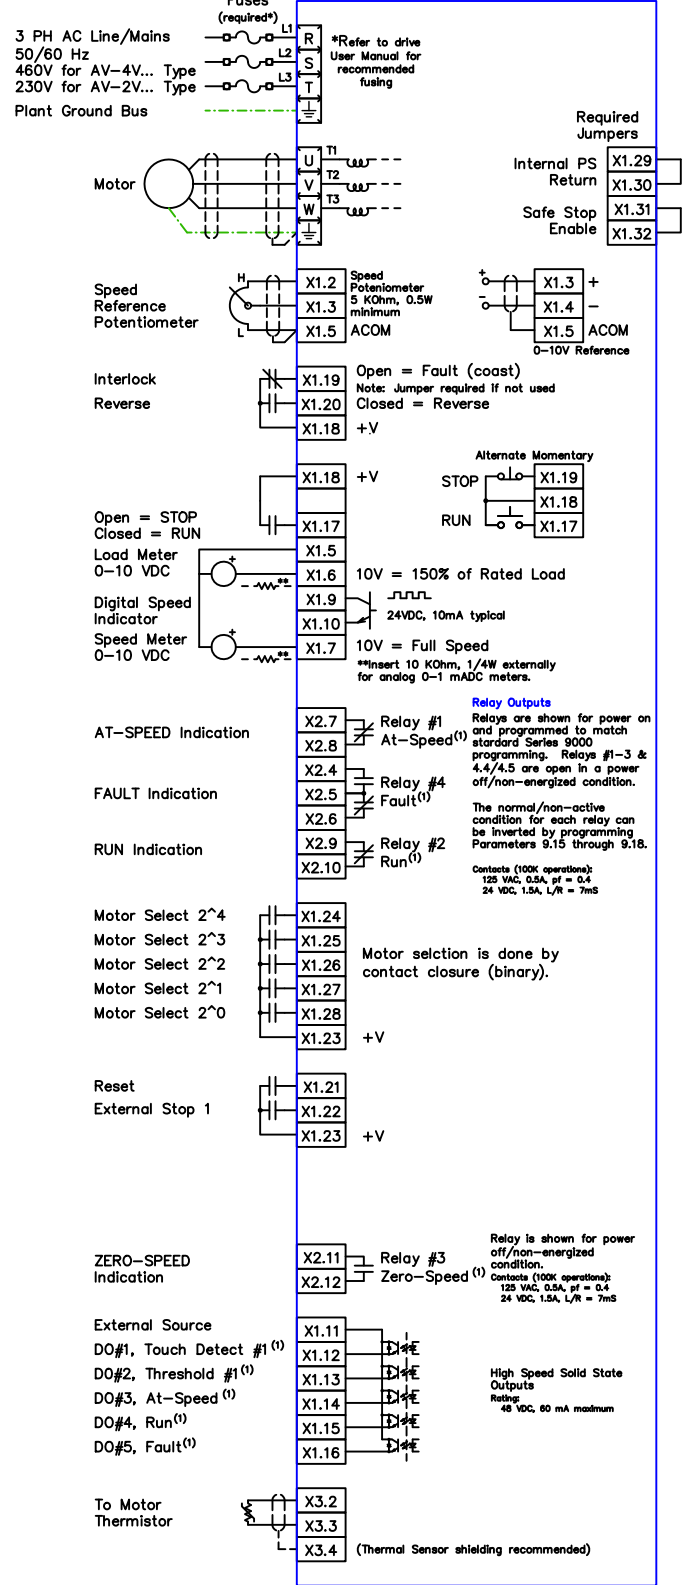 Fuses
(required*)
3 PH AC Line/Mains
50/60 Hz
460V for AV-4V... Type
230V for AV-2V... Type
Plant Ground Bus
L1
L2
L3
R
S
T
*Refer to drive
User Manual for
recommended
fusing
Required
Jumpers
Internal PS
Return
X1.29
X1.30
Safe Stop
Enable
X1.31
X1.32
Motor
U
V
W
T1
T2
T3
Speed
Reference
Potentiometer
H
L
X1.2
X1.3
X1.5
Speed
Poteniometer
5 KOhm, 0.5W
minimum
ACOM
+
-
X1.3
X1.4
X1.5
+
-
ACOM
0-10V Reference
Interlock
Reverse
X1.19
X1.20
X1.18
Open = Fault (coast)
Note: Jumper required if not used
Closed = Reverse
+V
X1.18
+V
Open = STOP
Closed = RUN
X1.17
Alternate Momentary
STOP
RUN
X1.19
X1.18
X1.17
Load Meter
0-10 VDC
+
**
X1.5
X1.6
10V = 150% of Rated Load
Digital Speed
Indicator
X1.9
X1.10
24VDC, 10mA typical
Speed Meter
0-10 VDC
+
**
X1.7
10V = Full Speed
**Insert 10 KOhm, 1/4W externally
for analog 0-1 mADC meters.
AT-SPEED Indication
X2.7
X2.8
Relay #1
At-Speed(1)
FAULT Indication
X2.4
X2.5
X2.6
Relay #4
Fault(1)
RUN Indication
X2.9
X2.10
Relay #2
Run(1)
Relay Outputs
Relays are shown for power on
and programmed to match
stardard Series 9000
programming. Relays #1-3 &
4.4/4.5 are open in a power
off/non-energized condition.
The normal/non-active
condition for each relay can
be inverted by programming
Parameters 9.15 through 9.18.
Contacts (100K operations):
125 VAC, 0.5A, pf = 0.4
24 VDC, 1.5A, L/R = 7mS
Motor Select 2^4
Motor Select 2^3
Motor Select 2^2
Motor Select 2^1
Motor Select 2^0
X1.24
X1.25
X1.26
X1.27
X1.28
X1.23
Motor selction is done by
contact closure (binary).
+V
Reset
External Stop 1
X1.21
X1.22
X1.23
+V
ZERO-SPEED
Indication
X2.11
X2.12
Relay #3
Zero-Speed (1)
Relay is shown for power
off/non-energized
condition.
Contacts (100K operations):
125 VAC, 0.5A, pf = 0.4
24 VDC, 1.5A, L/R = 7mS
External Source
DO#1, Touch Detect #1(1)
DO#2, Threshold #1(1)
DO#3, At-Speed (1)
DO#4, Run(1)
DO#5, Fault(1)
X1.11
X1.12
X1.13
X1.14
X1.15
X1.16
High Speed Solid State
Outputs
Rating:
48 VDC, 60 mA maximum
To Motor
Thermistor
X3.2
X3.3
X3.4
(Thermal Sensor shielding recommended)